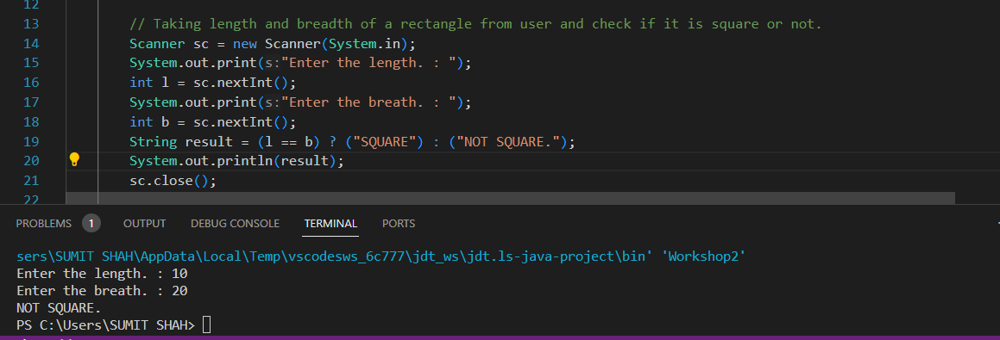 12
13 // Taking length and breadth of a rectangle from user and check if it is square or not.
14 Scanner sc = new Scanner(System.in);
15 System.out.print(s:"Enter the length. : ");
16 int l = sc.nextInt();
17 System.out.print(s:"Enter the breath. : ");
18 int b = sc.nextInt();
19 String result = (l == b) ? ("SQUARE") : ("NOT SQUARE.");
20 System.out.println(result);
21 sc.close();
22
PROBLEMS 1 OUTPUT DEBUG CONSOLE TERMINAL PORTS
sers\SUMIT SHAH\AppData\Local\Temp\vscodesws_6c777\jdt_ws\jdt.ls-java-project\bin' 'Workshop2'
Enter the length. : 10
Enter the breath. : 20
NOT SQUARE.
PS C:\Users\SUMIT SHAH>